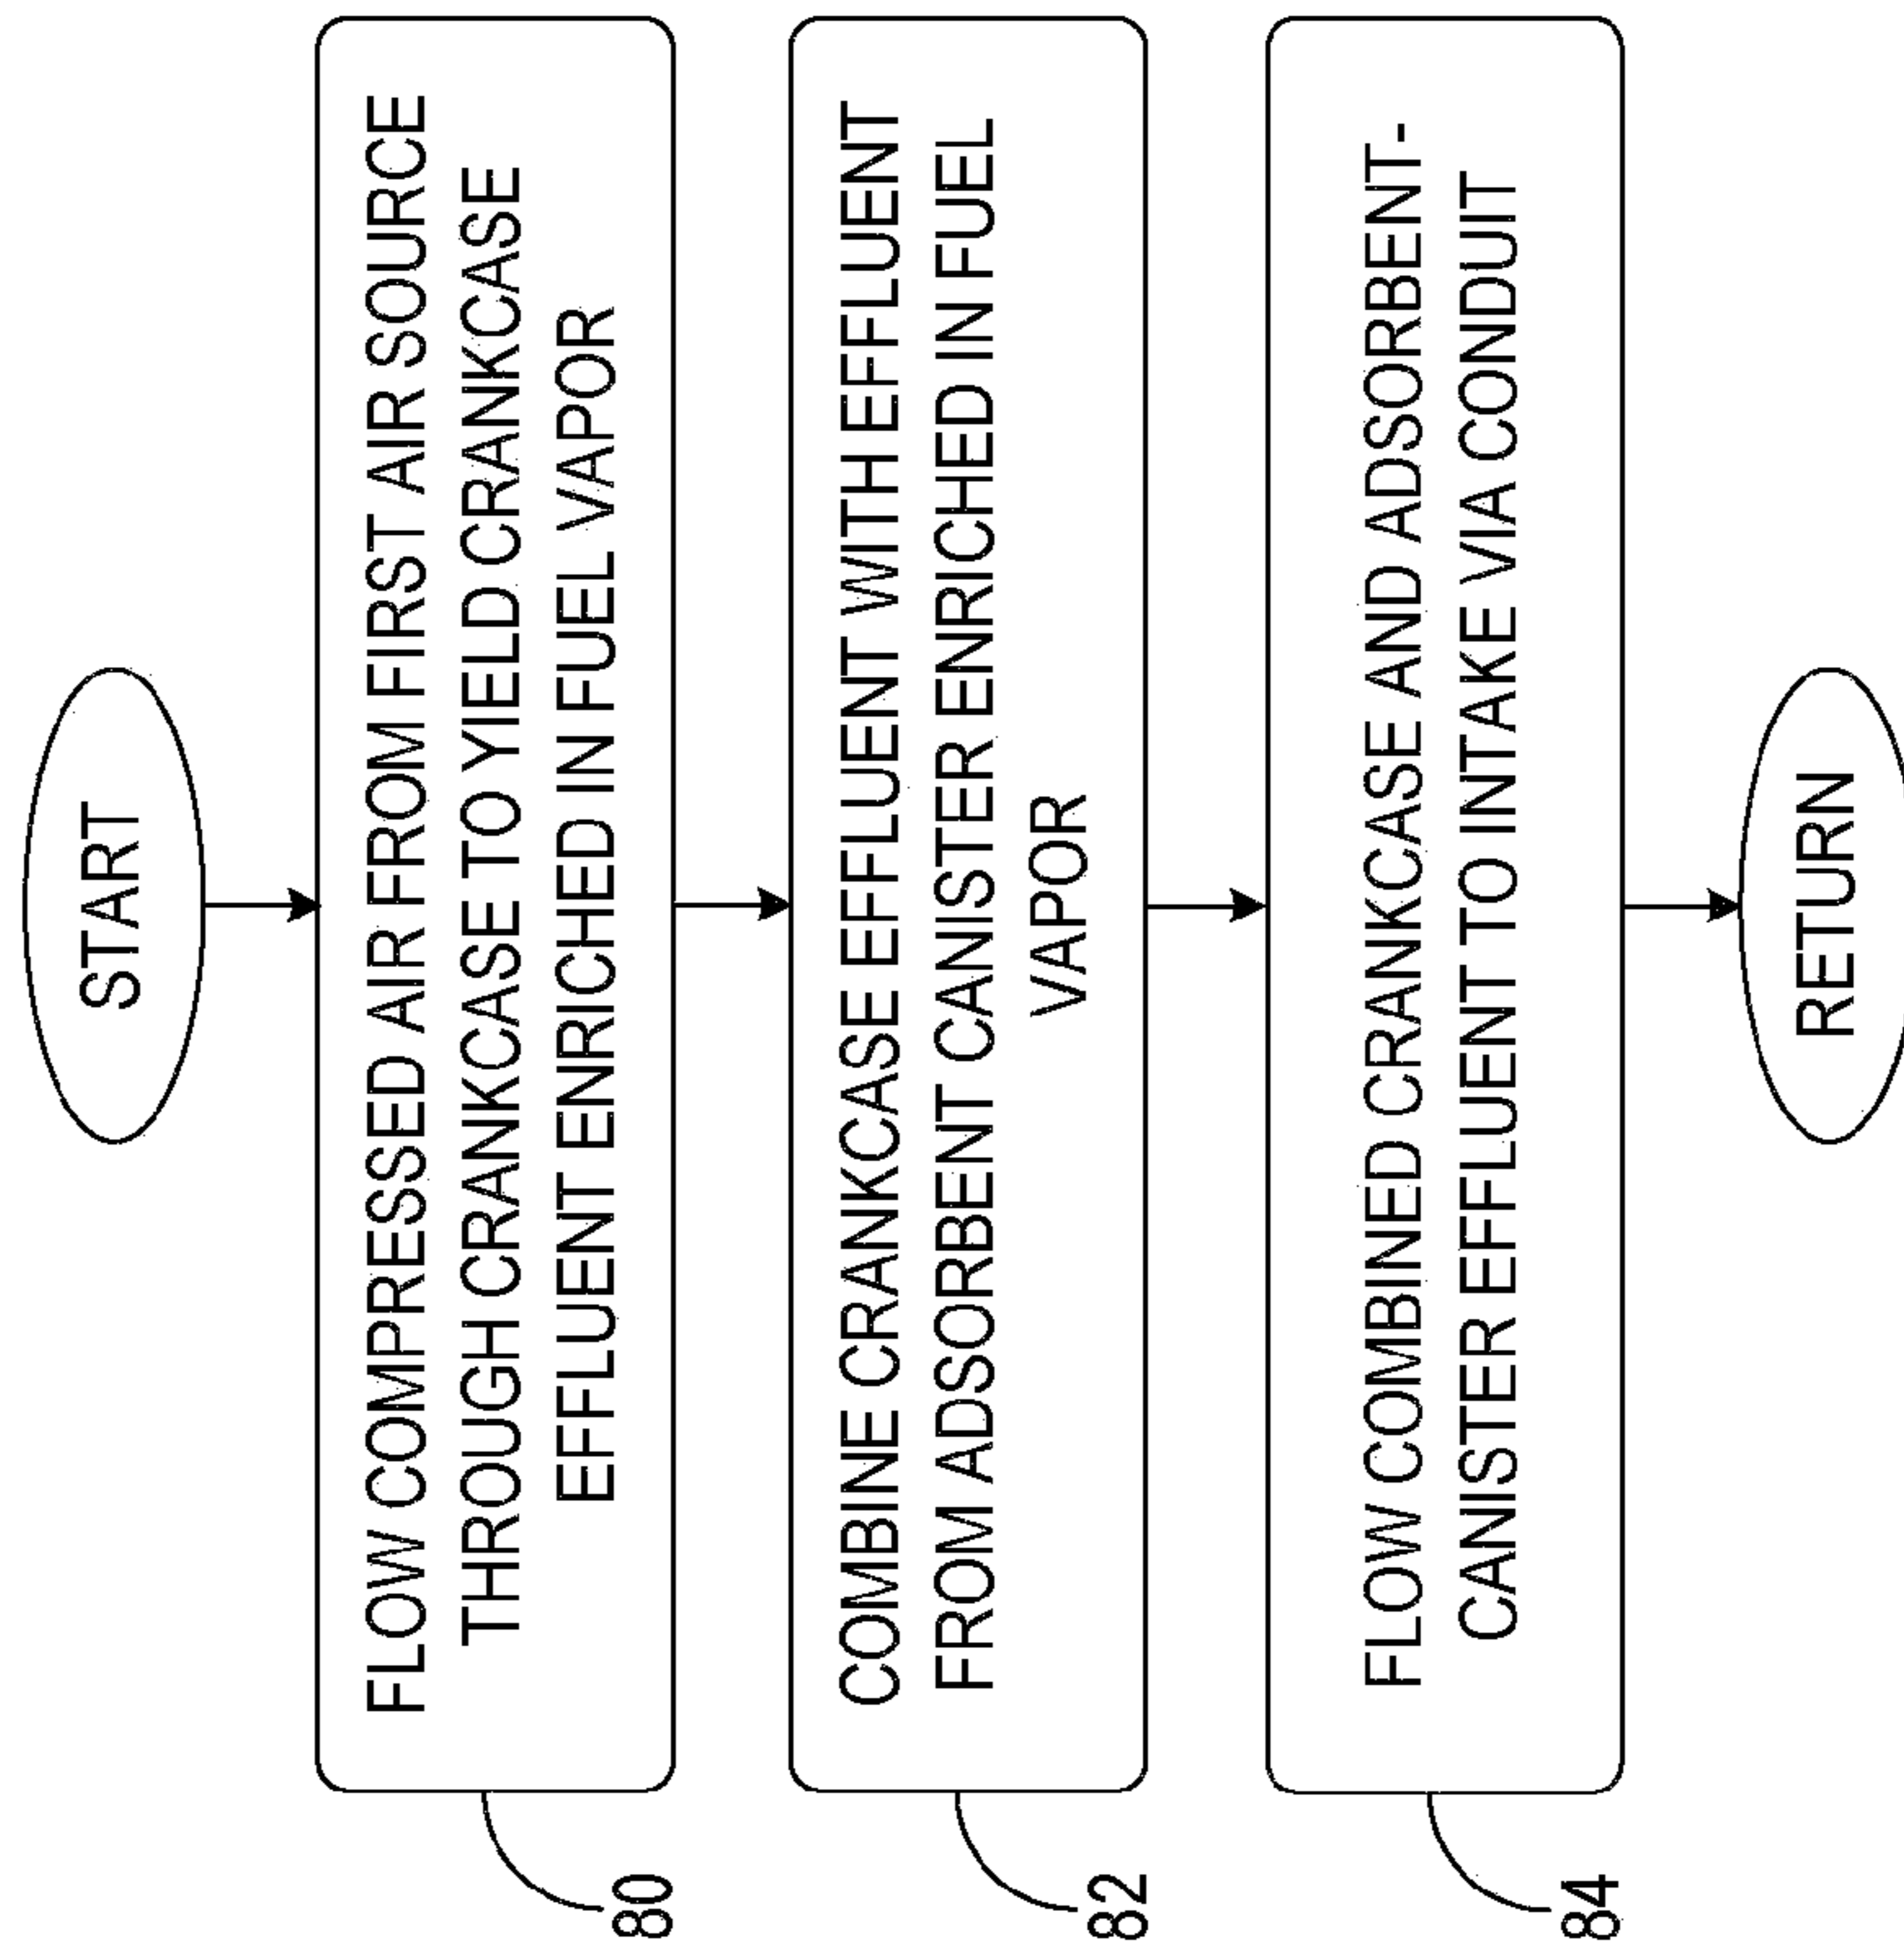 START
FLOW COMPRESSED AIR FROM FIRST AIR SOURCE
THROUGH CRANKCASE TO YIELD CRANKCASE
EFFLUENT ENRICHED IN FUEL VAPOR
80
COMBINE CRANKCASE EFFLUENT WITH EFFLUENT
FROM ADSORBENT CANISTER ENRICHED IN FUEL
VAPOR
82
FLOW COMBINED CRANKCASE AND ADSORBENT-
CANISTER EFFLUENT TO INTAKE VIA CONDUIT
84
RETURN